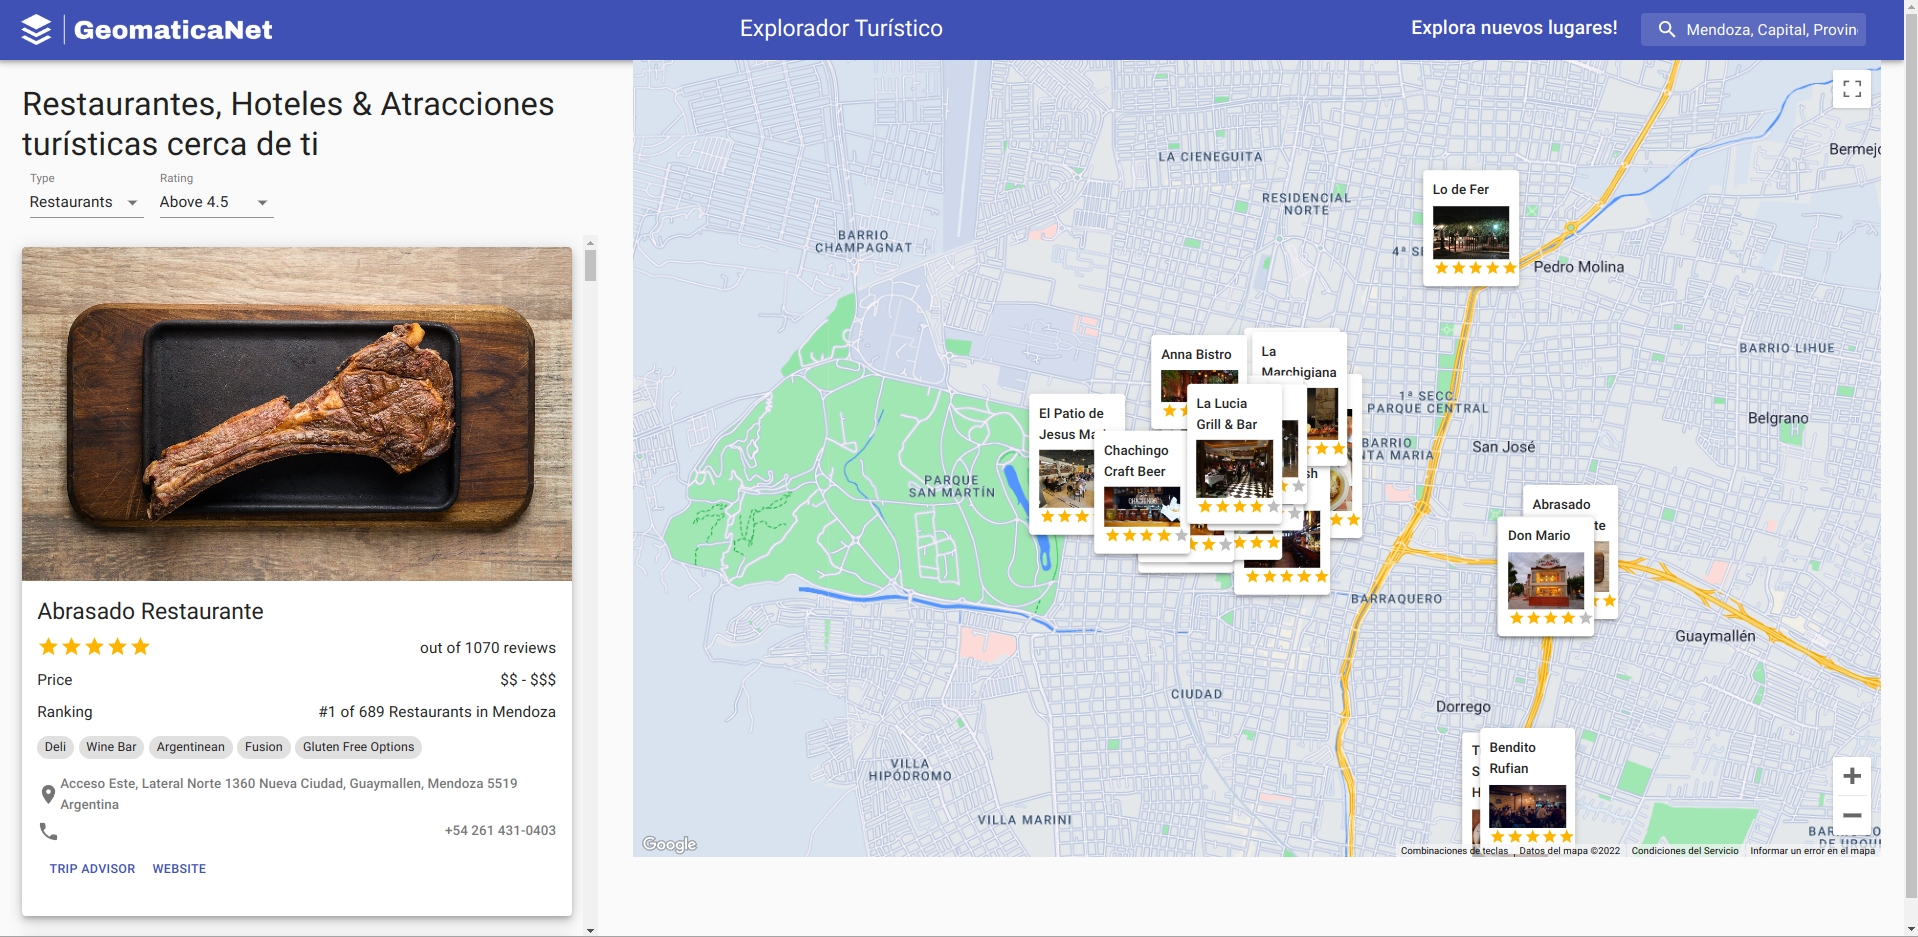 GeomaticaNet
Explorador Turístico
Explora nuevos lugares!
Mendoza, Capital, Provin
Restaurantes, Hoteles & Atracciones
turísticas cerca de ti
Type
Rating
Restaurants
Above 4.5
Abrasado Restaurante
out of 1070 reviews
Price
$$ - $$$
Ranking
#1 of 689 Restaurants in Mendoza
Deli
Wine Bar
Argentinean
Fusion
Gluten Free Options
Acceso Este, Lateral Norte 1360 Nueva Ciudad, Guaymallen, Mendoza 5519
Argentina
+54 261 431-0403
TRIP ADVISOR
WEBSITE
LA CIENEGUITA
Bermejo
RESIDENCIAL
NORTE
Lo de Fer
BARRIO
CHAMPAGNAT
4ª SE
Pedro Molina
BARRIO LIHUE
Anna Bistro
La
Marchigiana
1ª SECC.
PARQUE CENTRAL
La Lucia
Grill & Bar
El Patio de
Jesus Ma
Belgrano
BARRIO
NTA MARIA
San José
Chachingo
Craft Beer
sh
PARQUE
SAN MARTÍN
Abrasado
te
Don Mario
BARRAQUERO
Guaymallén
CIUDAD
Dorrego
T
S
H
Bendito
Rufian
VILLA
HIPÓDROMO
VILLA MARINI
Google
Combinaciones de teclas
Datos del mapa ©2022
Condiciones del Servicio
Informar un error en el mapa